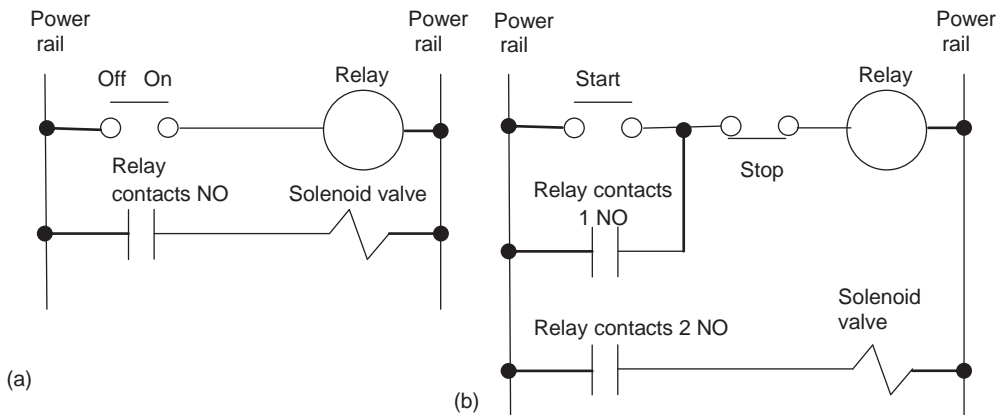 Power
rail
Power
rail
Off On
Relay
Relay
contacts NO
Solenoid valve
(a)
Power
rail
Power
rail
Start
Relay
Stop
Relay contacts
1 NO
Solenoid
valve
Relay contacts 2 NO
(b)